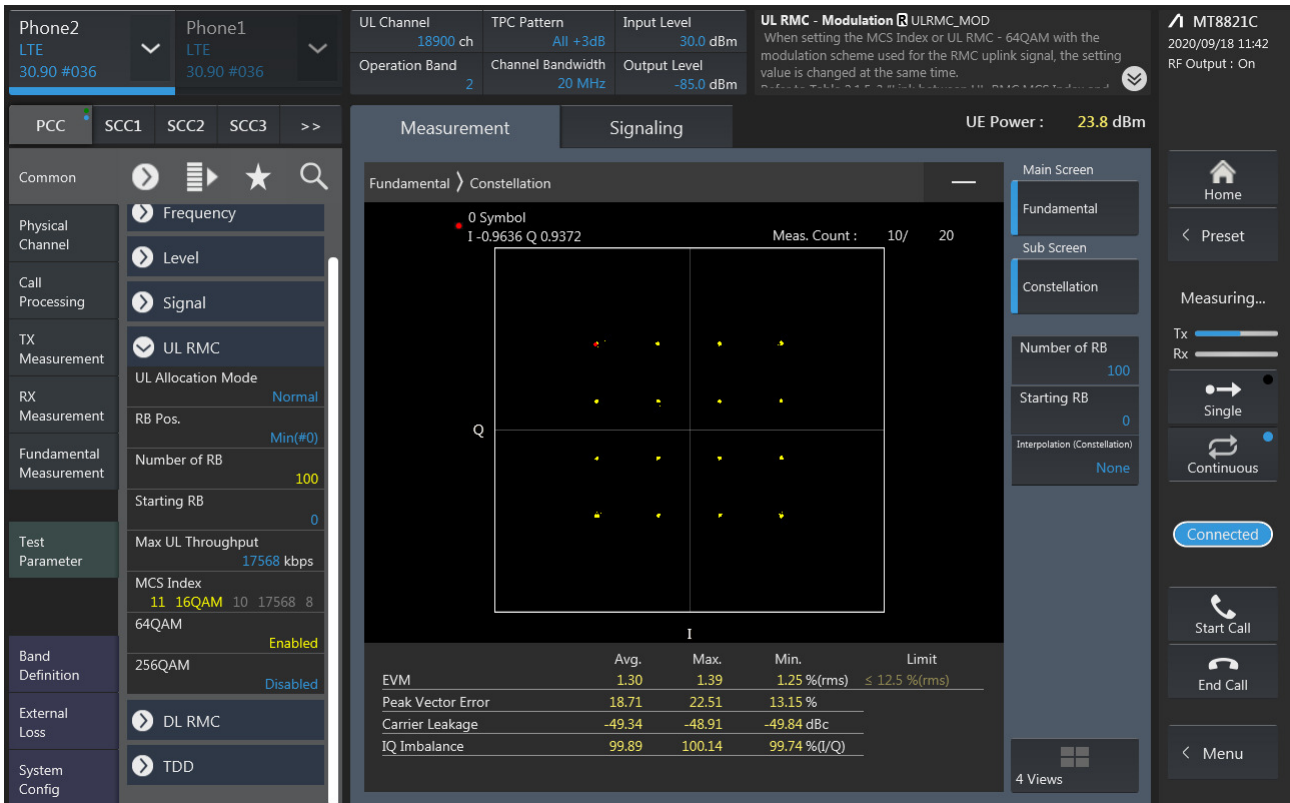 Phone2
LTE
30.90 #036
Phone1
LTE
30.90 #036
UL Channel
18900 ch
TPC Pattern
All +3dB
Input Level
30.0 dBm
Operation Band
2
Channel Bandwidth
20 MHz
Output Level
-85.0 dBm
UL RMC - Modulation R ULRMC_MOD
When setting the MCS Index or UL RMC - 64QAM with the
modulation scheme used for the RMC uplink signal, the setting
value is changed at the same time.
MT8821C
2020/09/18 11:42
RF Output : On
PCC SCC1 SCC2 SCC3 >>
Measurement
Signaling
UE Power : 23.8 dBm
Common
Physical
Channel
Call
Processing
TX
Measurement
RX
Measurement
Fundamental
Measurement
Test
Parameter
Band
Definition
External
Loss
System
Config
Frequency
Level
Signal
UL RMC
UL Allocation Mode
Normal
RB Pos.
Min(#0)
Number of RB
100
Starting RB
0
Max UL Throughput
17568 kbps
MCS Index
11 16QAM 10 17568 8
64QAM
Enabled
256QAM
Disabled
DL RMC
TDD
Fundamental ⟩ Constellation
0 Symbol
I -0.9636 Q 0.9372
Meas. Count : 10/ 20
Q
I
Avg. Max. Min. Limit
EVM 1.30 1.39 1.25 %(rms) ≤ 12.5 %(rms)
Peak Vector Error 18.71 22.51 13.15 %
Carrier Leakage -49.34 -48.91 -49.84 dBc
IQ Imbalance 99.89 100.14 99.74 %(I/Q)
Main Screen
Fundamental
Sub Screen
Constellation
Number of RB
100
Starting RB
0
Interpolation (Constellation)
None
4 Views
Home
< Preset
Measuring...
Tx
Rx
Single
Continuous
Connected
Start Call
End Call
< Menu